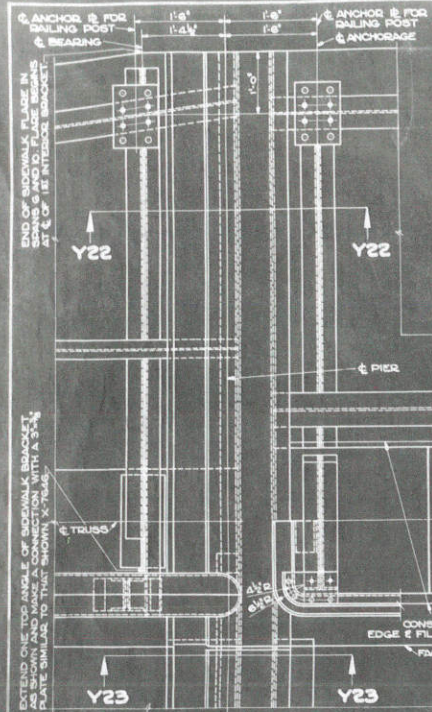 ℄ ANCHOR ℞ FOR
RAILING POST
℄ BEARING
1'-6"
1'-6"
1'-4½"
1'-6"
℄ ANCHOR ℞ FOR
RAILING POST
℄ ANCHORAGE
1'-0"
END OF SIDEWALK FLARE IN
SPANS 6 AND 10. FLARE BEGINS
AT ℄ OF 1ST INTERIOR BRACKET.
Y22
Y22
℄ PIER
EXTEND ONE TOP ANGLE OF SIDEWALK BRACKET
AS SHOWN AND MAKE A CONNECTION WITH A 3"×⅜"
PLATE SIMILAR TO THAT SHOWN X-7646.
℄ TRUSS
4½"R
6½"R
CONS
EDGE & FIL
FA
Y23
Y23